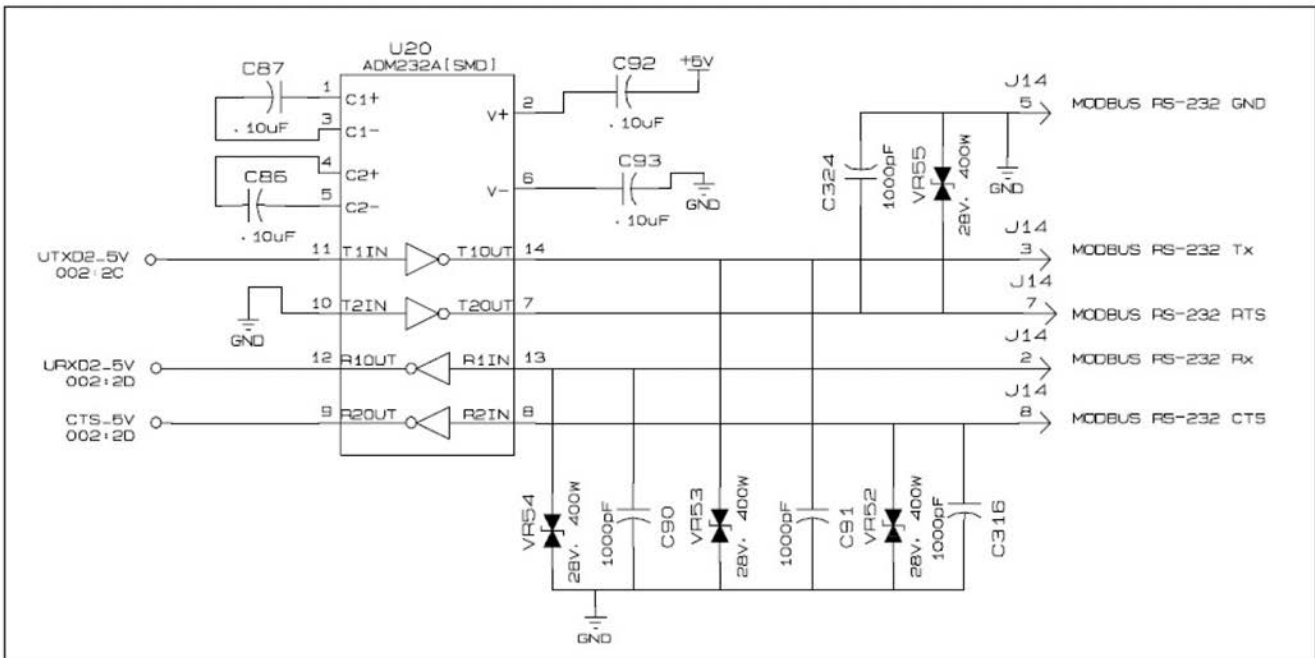 U20
ADM232A[SMD]
C87
.10uF
1
C1+
3
C1-
4
C2+
5
C2-
C86
.10uF
V+
2
C92
+5V
.10uF
V-
6
C93
.10uF
GND
UTXD2_5V
002:2C
11
T1IN
T1OUT
14
GND
10
T2IN
T2OUT
7
URXD2_5V
002:2D
12
R1OUT
R1IN
13
CTS_5V
002:2D
9
R2OUT
R2IN
8
C324
1000pF
VR55
28V. 400W
GND
J14
5
MODBUS RS-232 GND
J14
3
MODBUS RS-232 Tx
J14
7
MODBUS RS-232 RTS
J14
2
MODBUS RS-232 Rx
J14
8
MODBUS RS-232 CTS
VR54
28V. 400W
1000pF
C90
VR53
28V. 400W
1000pF
C91
VR52
28V. 400W
1000pF
C316
GND